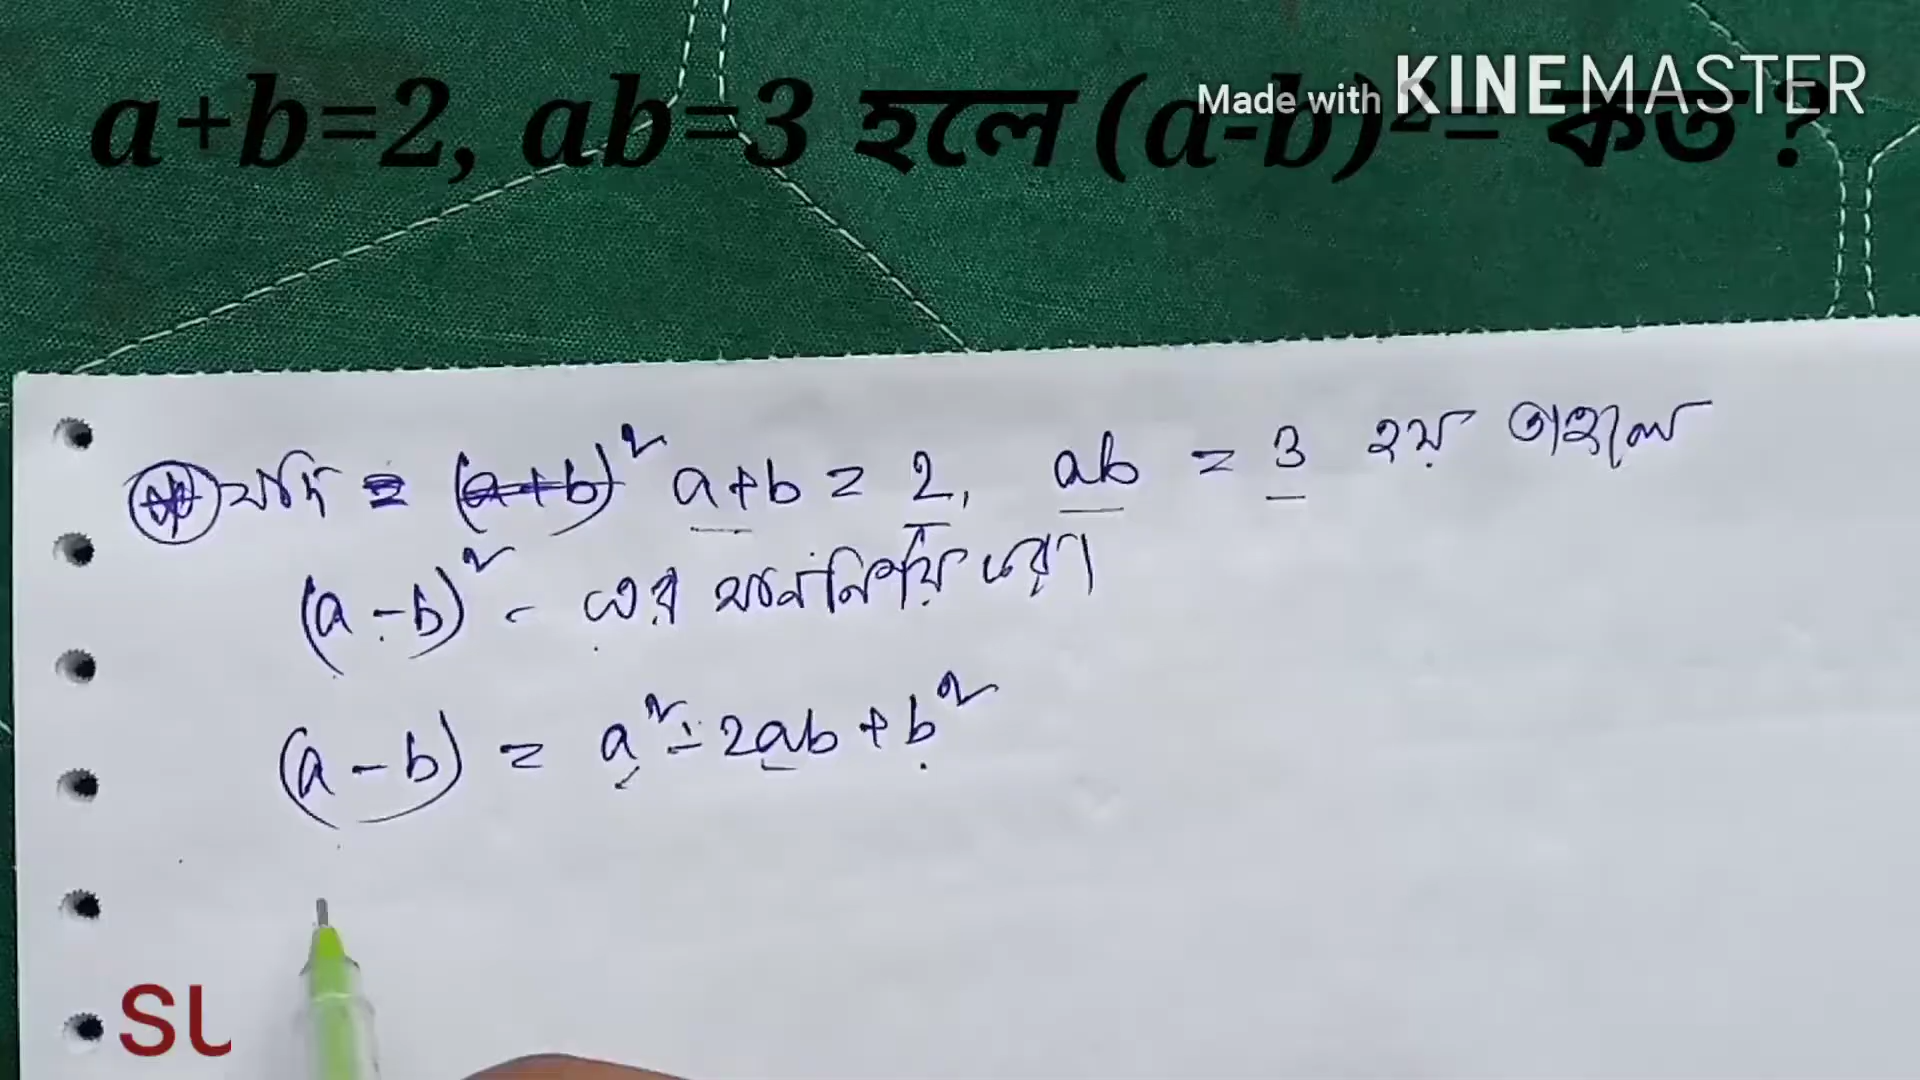 a+b=2, ab=3 হলে (a-b)²= কত ?
Made with KINEMASTER
যদি = (a+b)² a+b = 2, ab = 3 হয় তাহলে
(a-b)² - এর মান নির্ণয় করো।
(a-b) = a² - 2ab + b²
SU